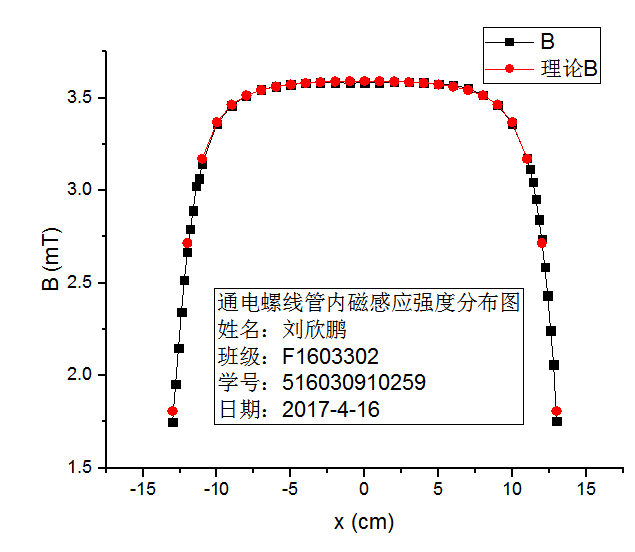 B
理论B
3.5
3.0
2.5
2.0
1.5
B (mT)
通电螺线管内磁感应强度分布图
姓名：刘欣鹏
班级：F1603302
学号：516030910259
日期：2017-4-16
-15
-10
-5
0
5
10
15
x (cm)